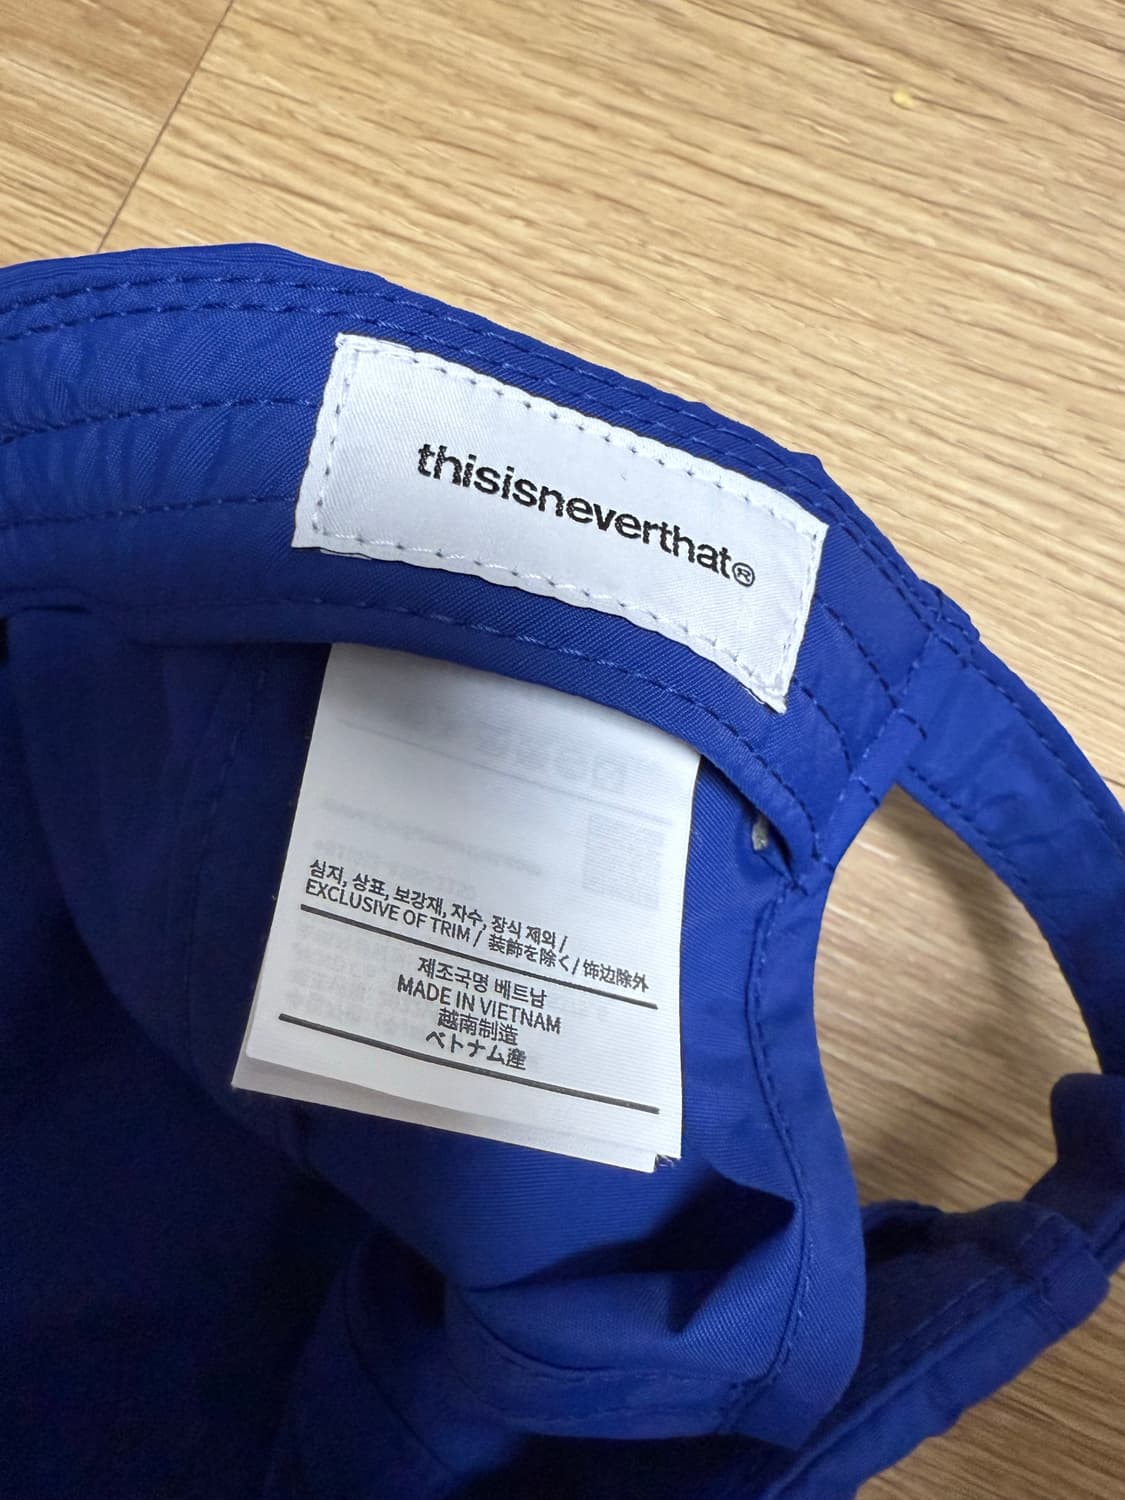 thisisneverthat®
심지, 상표, 보강재, 자수, 장식 제외 /
EXCLUSIVE OF TRIM / 装飾を除く/ 饰边除外
제조국명 베트남
MADE IN VIETNAM
越南制造
ベトナム産